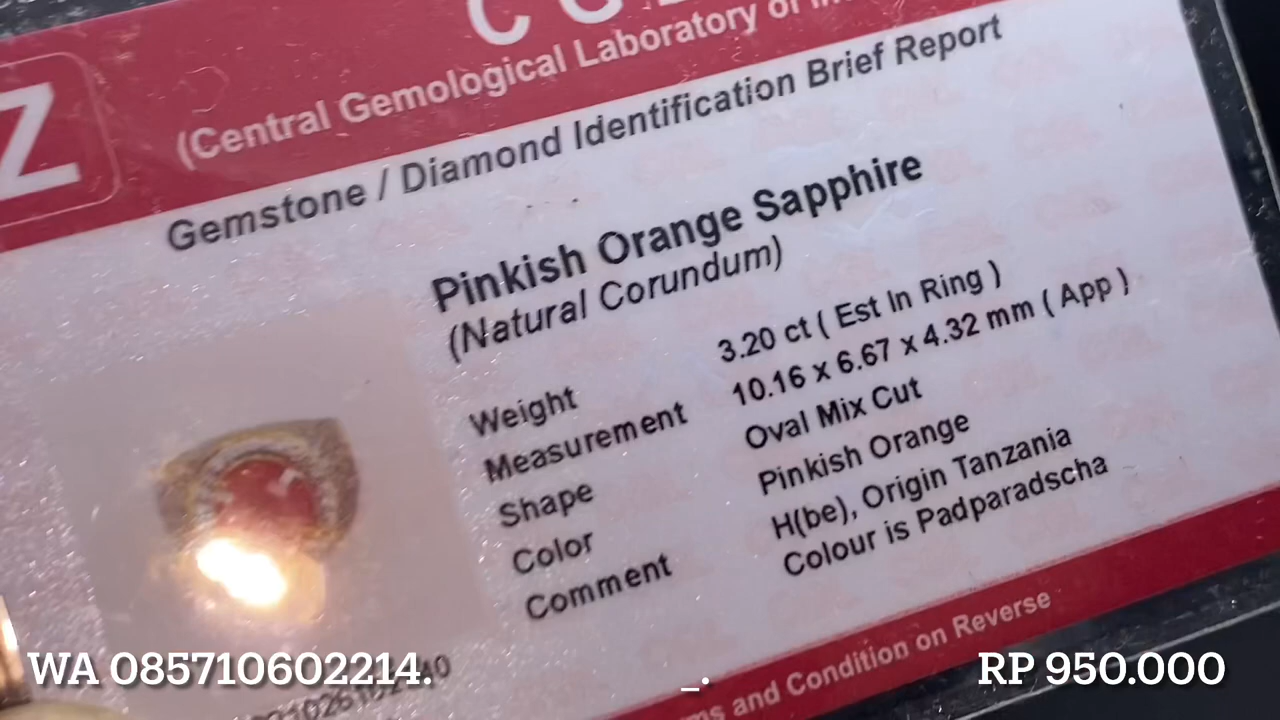 Z
(Central Gemological Laboratory of
Gemstone / Diamond Identification Brief Report
Pinkish Orange Sapphire
(Natural Corundum)
Weight 3.20 ct ( Est In Ring )
Measurement 10.16 x 6.67 x 4.32 mm ( App )
Shape Oval Mix Cut
Color Pinkish Orange
Comment H(be), Origin Tanzania
Colour is Padparadscha
and Condition on Reverse
WA 085710602214.
_.
RP 950.000